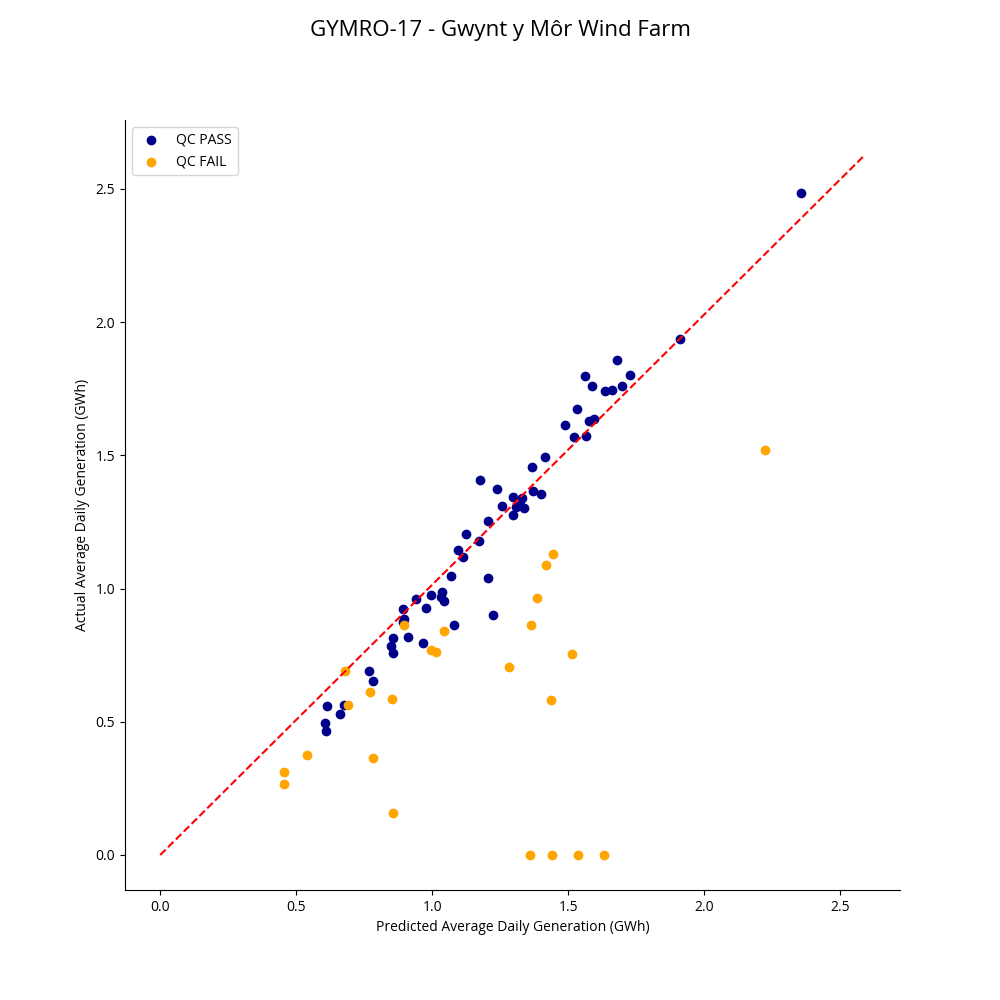 GYMRO-17 - Gwynt y Môr Wind Farm
QC PASS
QC FAIL
2.5
2.0
1.5
1.0
0.5
0.0
Actual Average Daily Generation (GWh)
0.0 0.5 1.0 1.5 2.0 2.5
Predicted Average Daily Generation (GWh)